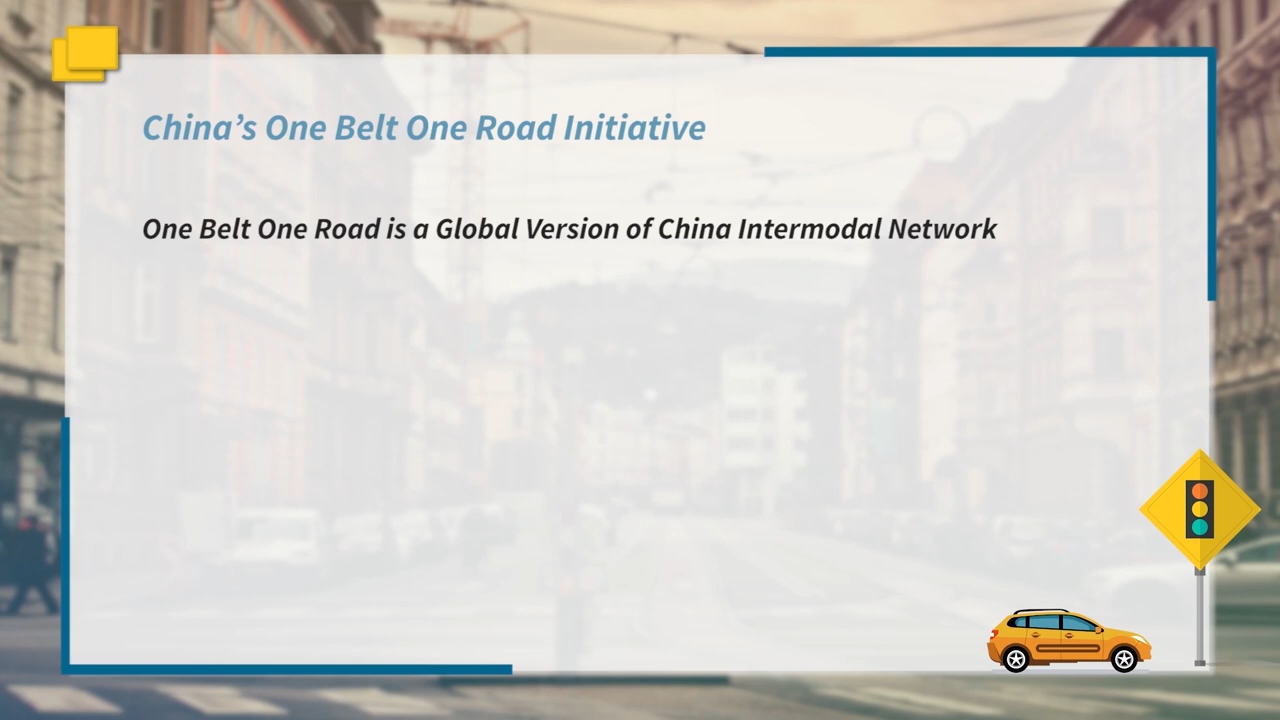 China’s One Belt One Road Initiative
One Belt One Road is a Global Version of China Intermodal Network